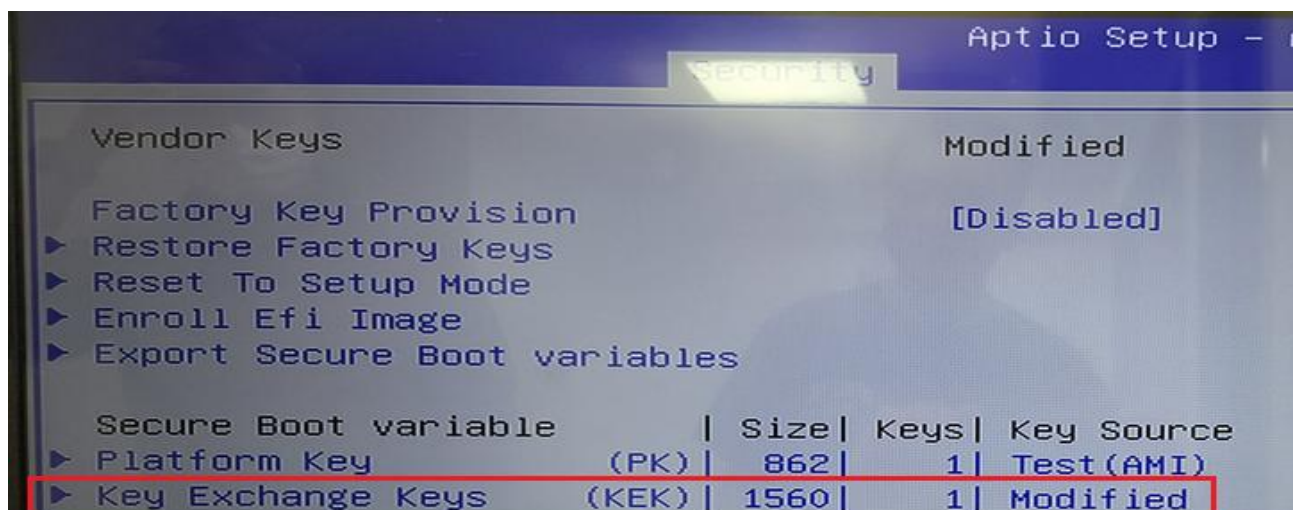 Aptio Setup –
Security
Vendor Keys Modified
Factory Key Provision [Disabled]
► Restore Factory Keys
► Reset To Setup Mode
► Enroll Efi Image
► Export Secure Boot variables
Secure Boot variable | Size| Keys| Key Source
► Platform Key (PK)| 862| 1| Test(AMI)
► Key Exchange Keys (KEK)| 1560| 1| Modified